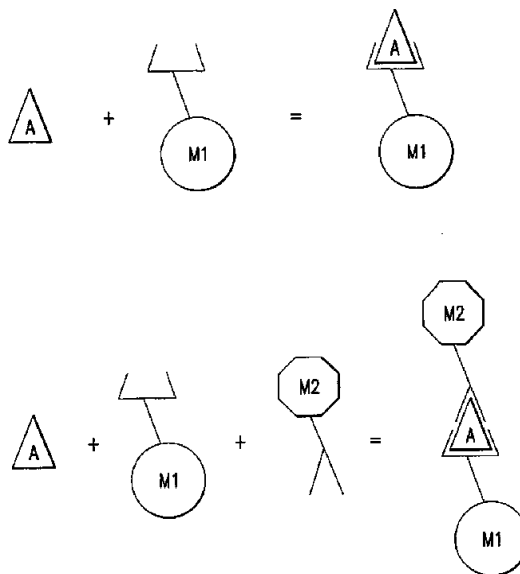 A
A + M1 =
M1
M2
M2
A + M1 + = A
M1